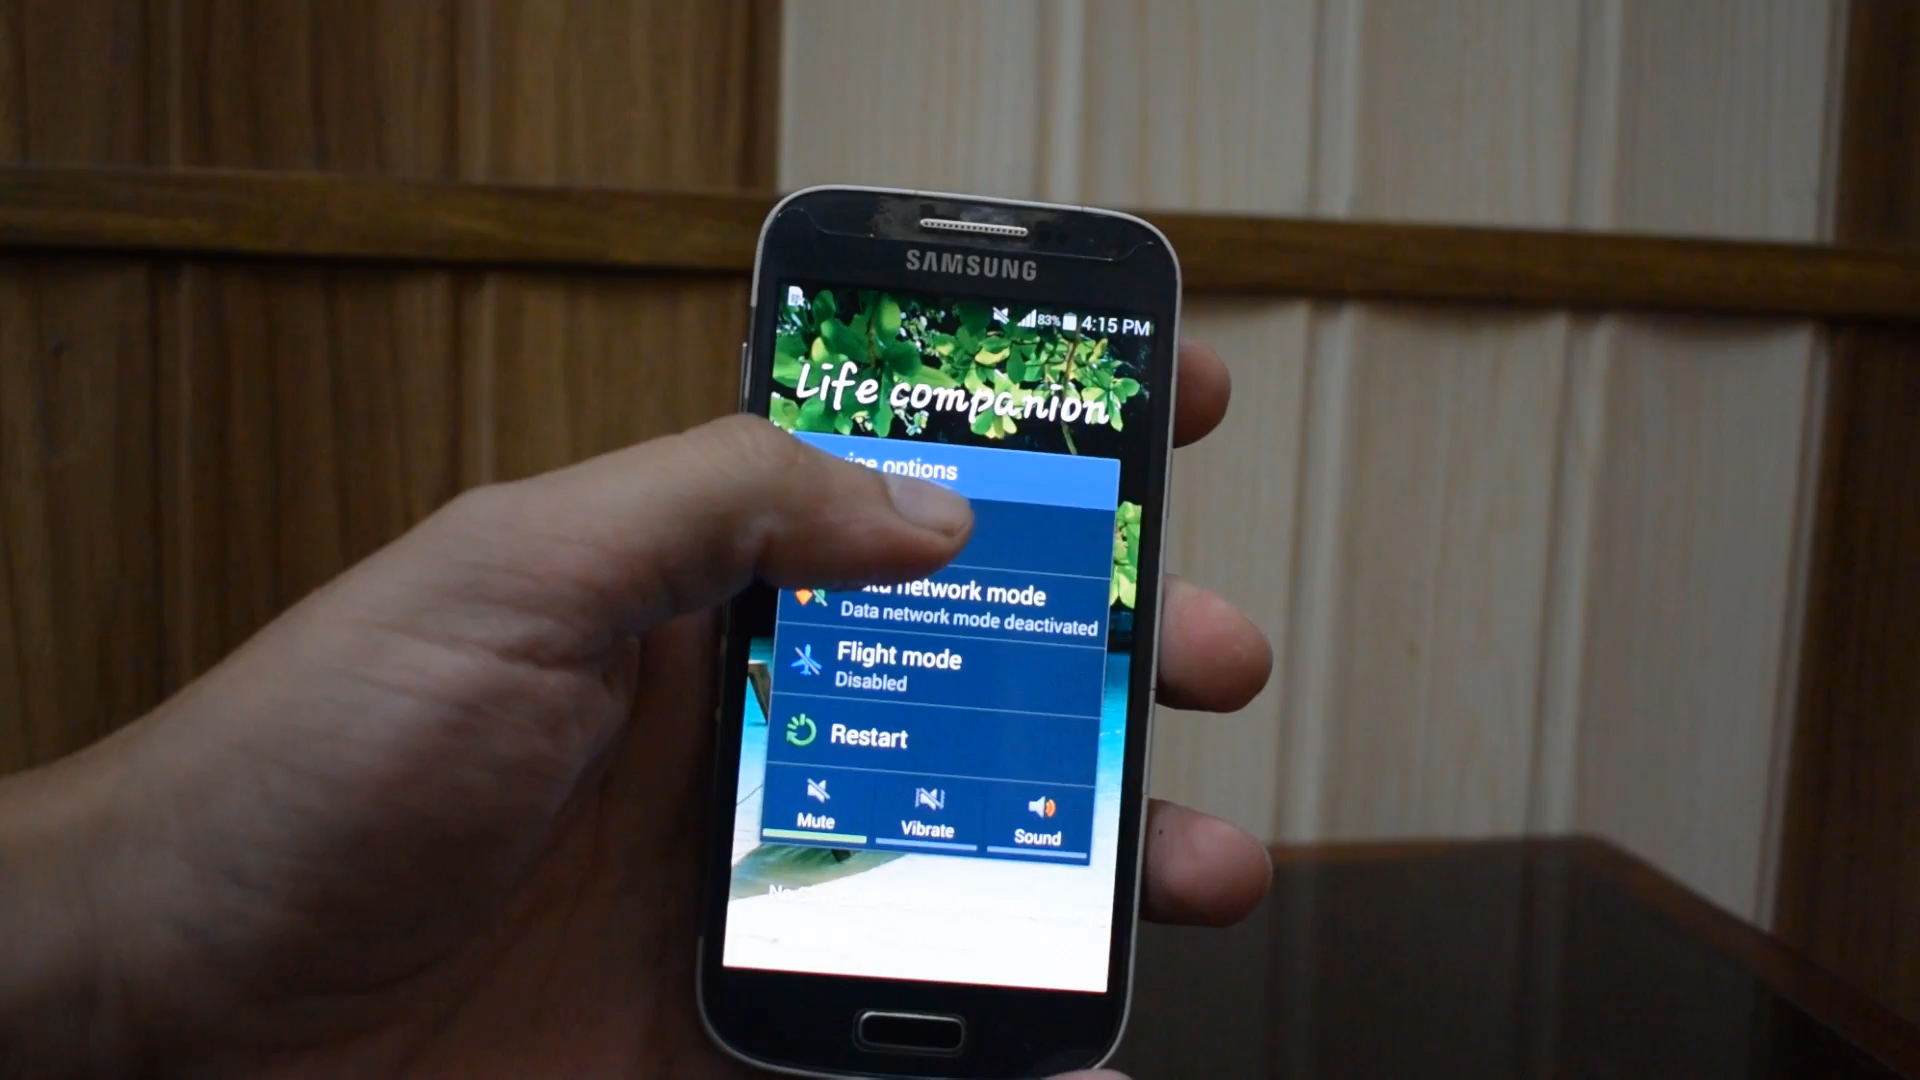 SAMSUNG
83% 4:15 PM
Life companion
options
network mode
Data network mode deactivated
Flight mode
Disabled
Restart
Mute Vibrate Sound